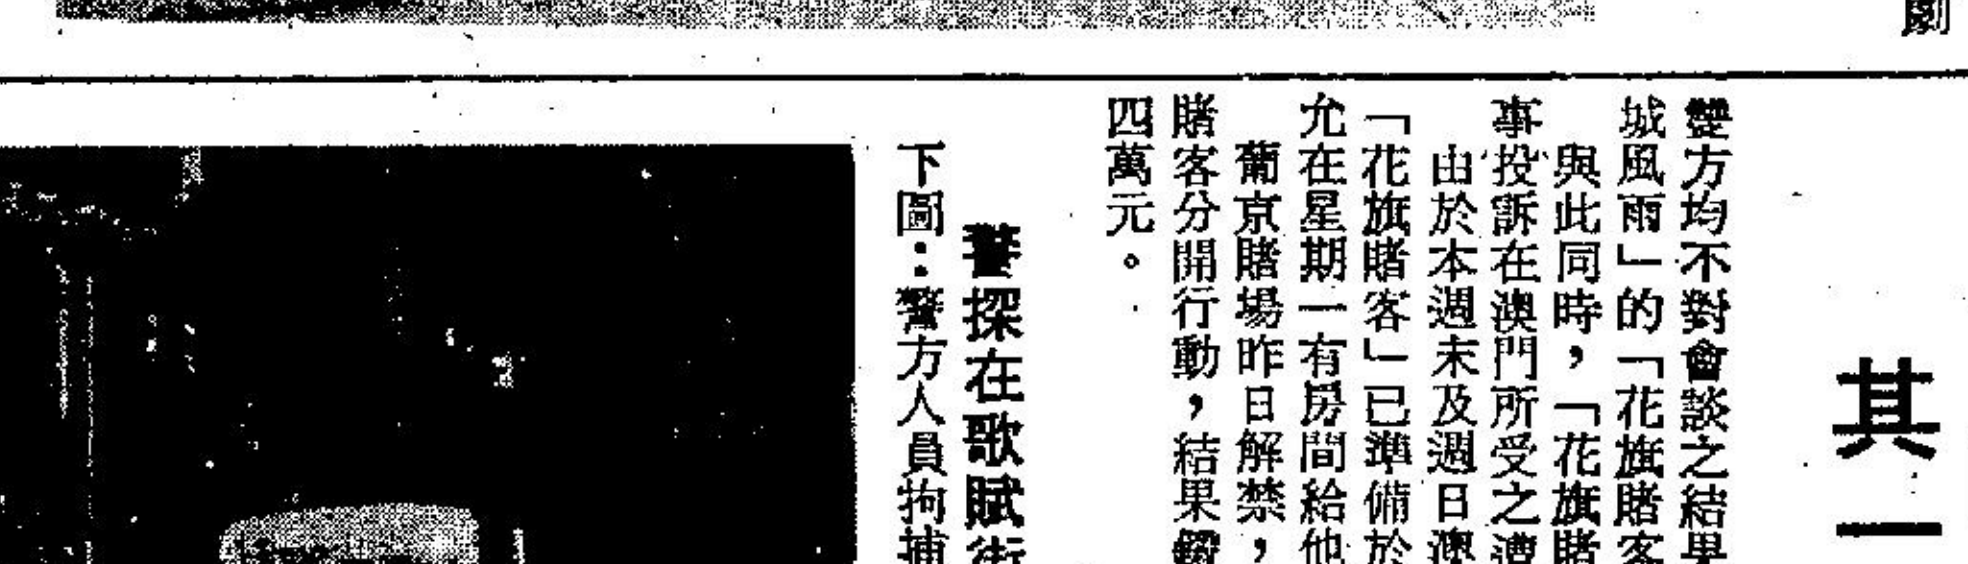 劇
其一
雙方均不對會談之結果
城風雨」的「花旗賭客
與此同時，「花旗賭
事投訴在澳門所受之遭
由於本週末及週日澳
「花旗賭客」已準備於
允在星期一有房間給他
葡京賭場昨日解禁，
賭客分開行動，結果
四萬元。
警探在歌賦街
下圖：警方人員拘捕